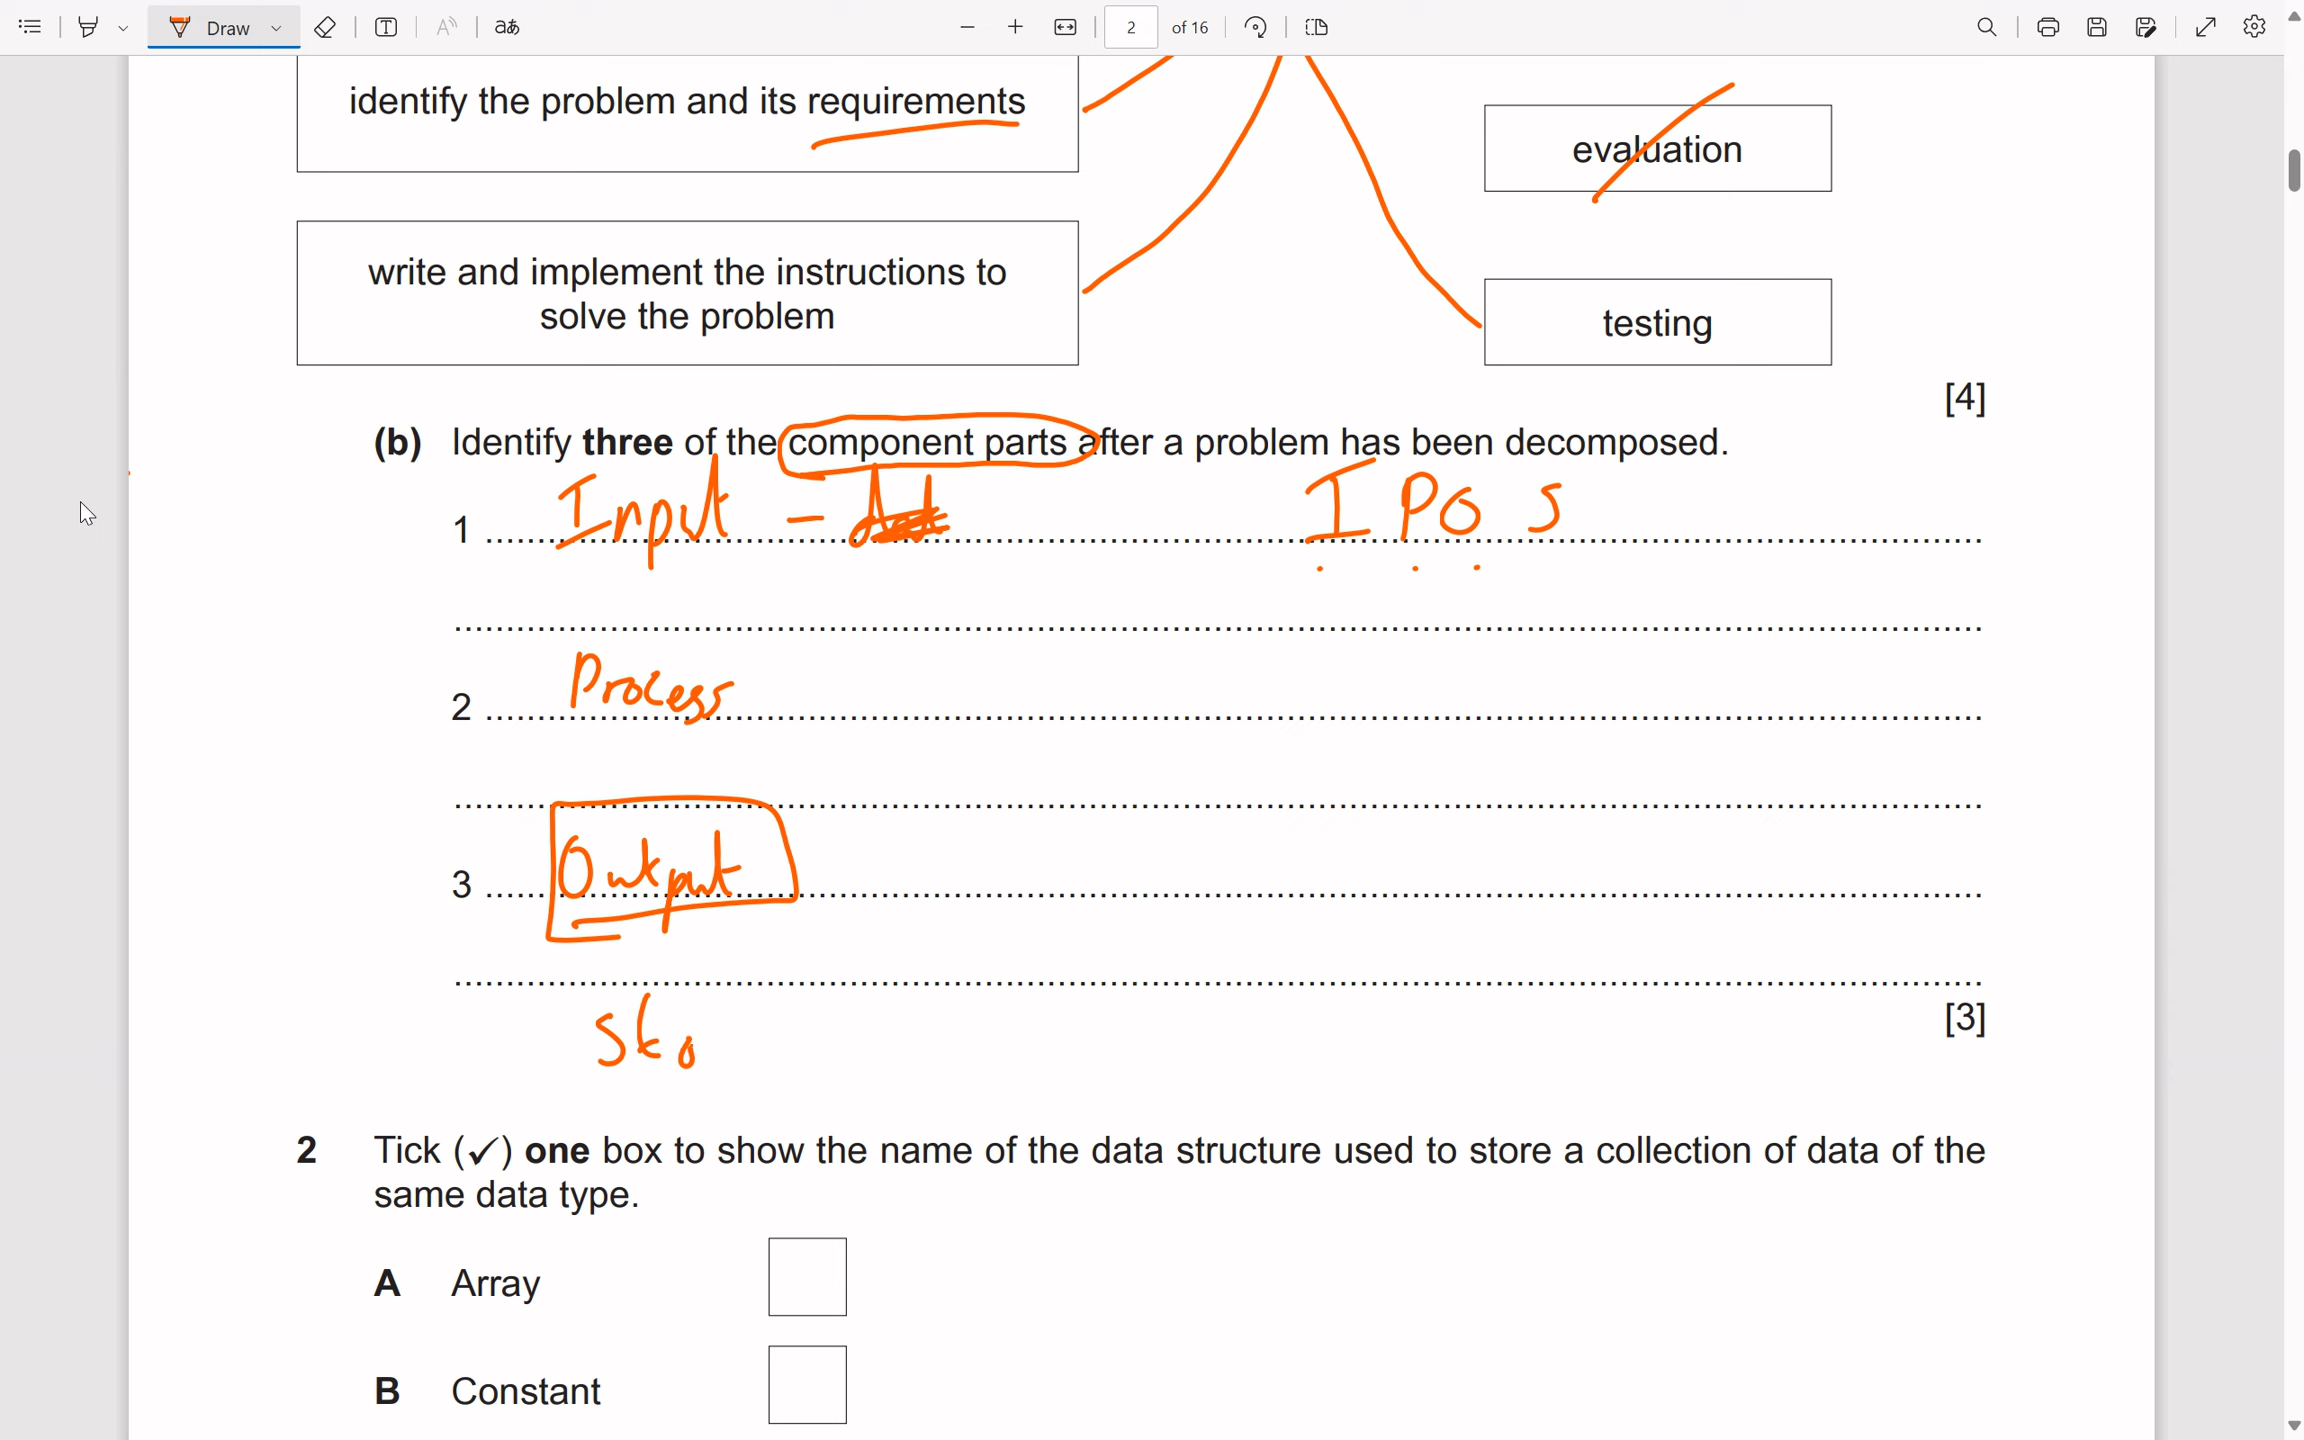 Draw
2 of 16
identify the problem and its requirements
evaluation
write and implement the instructions to
solve the problem
testing
[4]
(b) Identify three of the component parts after a problem has been decomposed.
1 Input - I P O S
2 Process
3 Output
[3]
Sto
2 Tick (✓) one box to show the name of the data structure used to store a collection of data of the
same data type.
A Array
B Constant